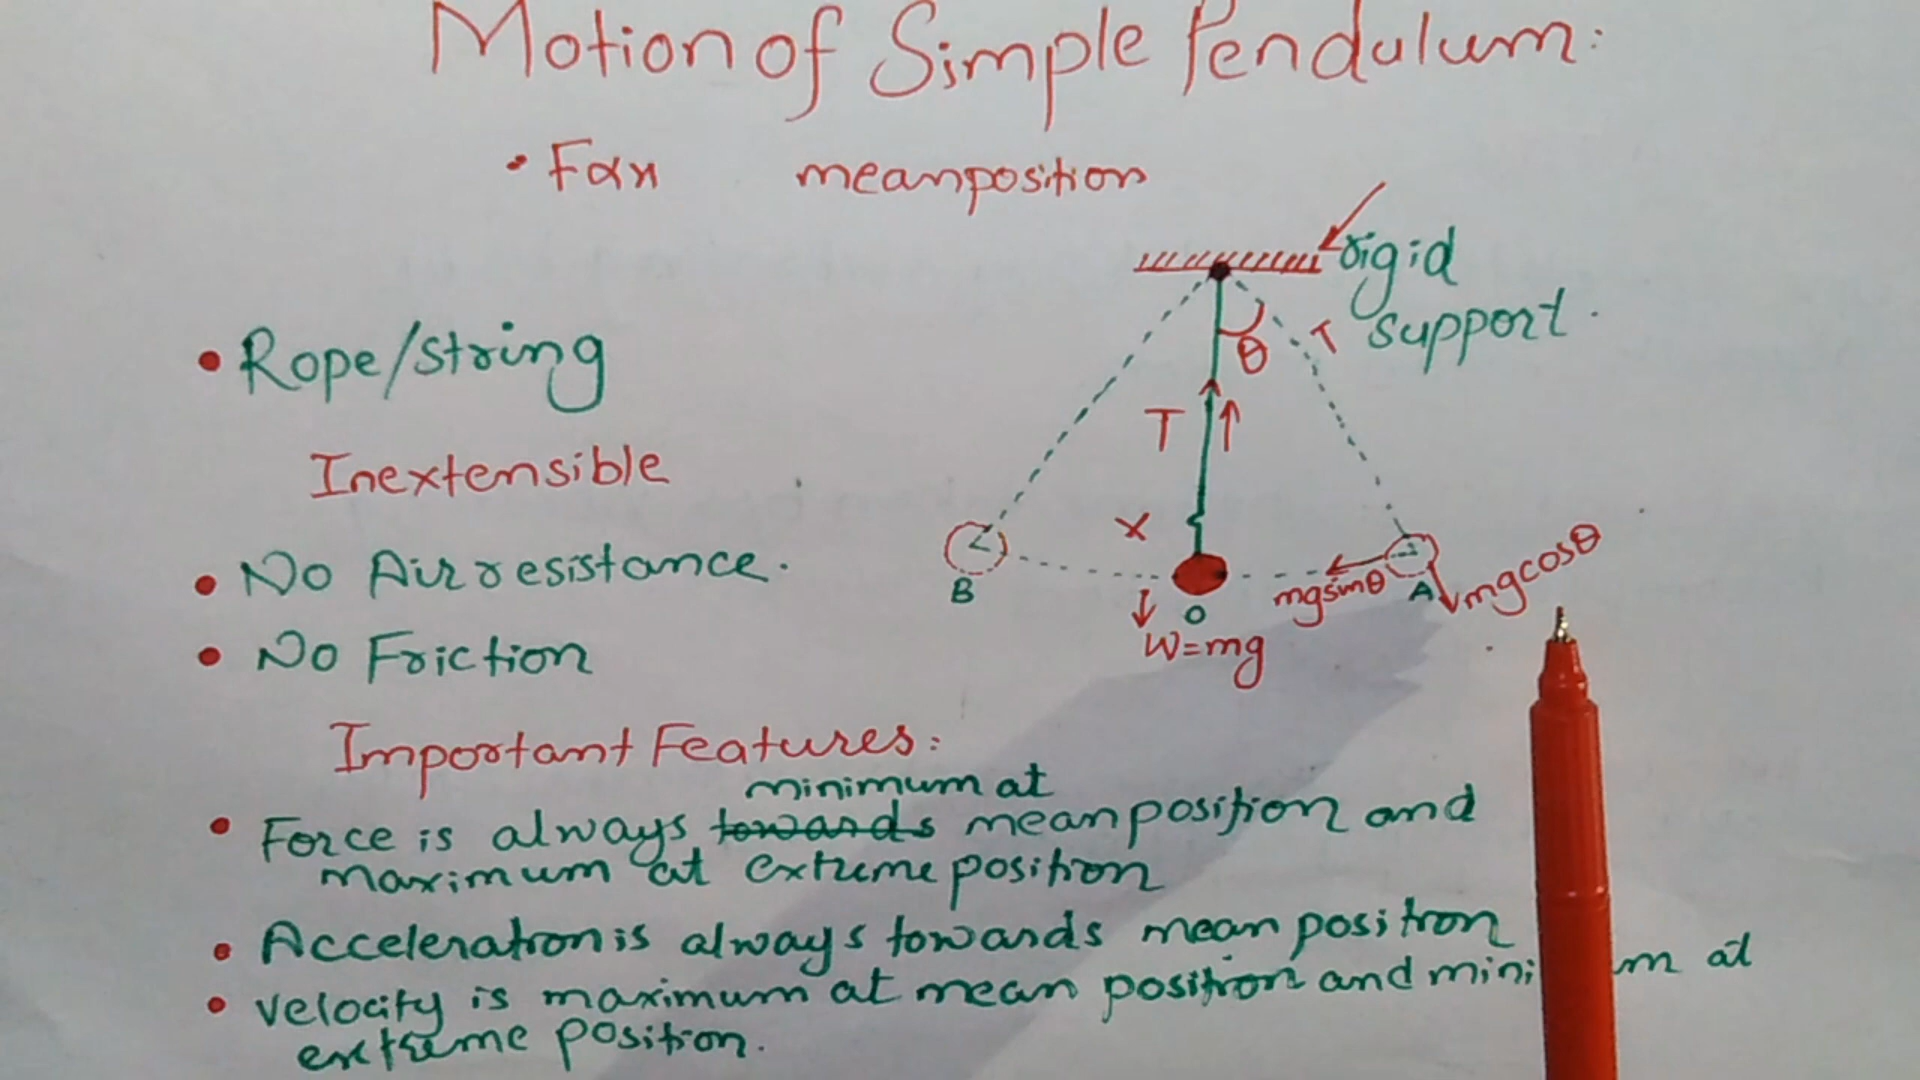 Motion of Simple Pendulum:
• Fαx meanposition
rigid
support.
θ
T
• Rope/string
T
Inextensible
x
• No Air resistance.
B
O
mgsinθ
A
mgcosθ
W=mg
• No Friction
Important Features:
minimum at
• Force is always towards meanposition and
maximum at extreme position
• Acceleration is always towards mean position
• velocity is maximum at mean position and mini m at
extreme position.